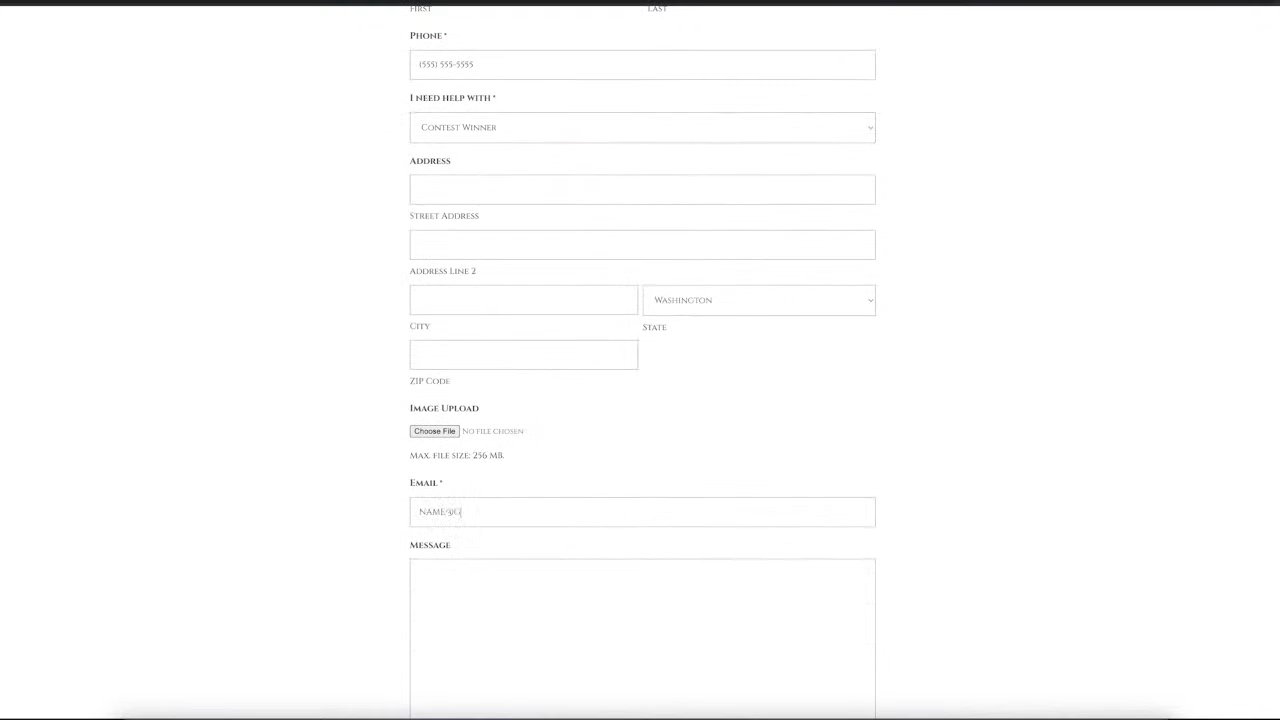 First Last
Phone *
(555) 555-5555
I need help with *
Contest Winner
Address
Street Address
Address Line 2
Washington
City
State
ZIP Code
Image Upload
Choose File No file chosen
Max. file size: 256 MB.
Email *
Message